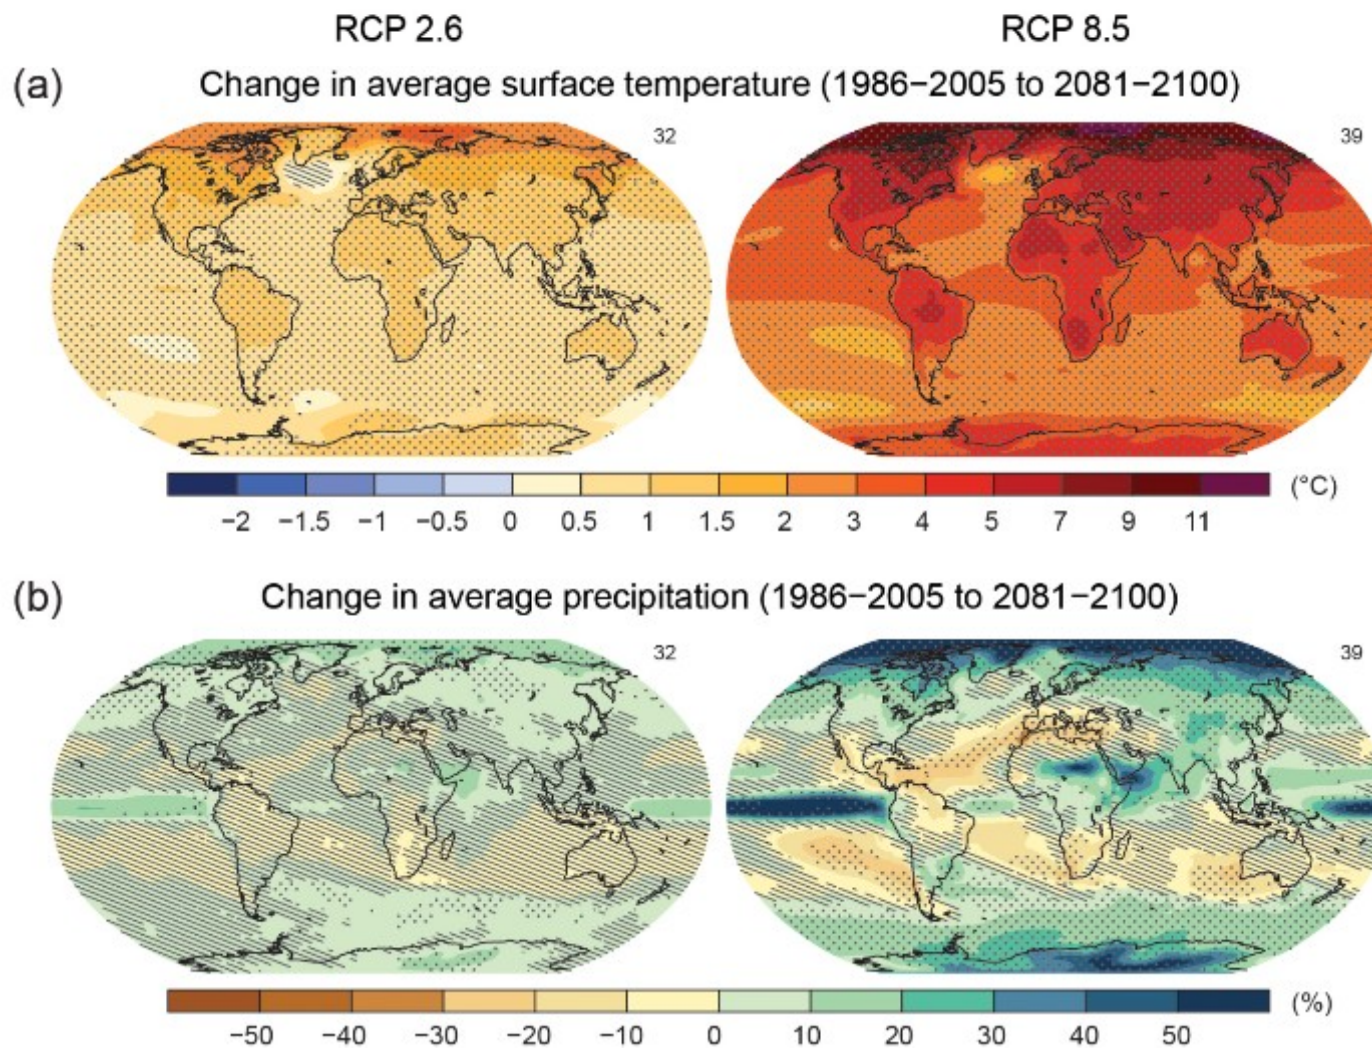 RCP 2.6 RCP 8.5
(a) Change in average surface temperature (1986−2005 to 2081−2100)
32 39
−2 −1.5 −1 −0.5 0 0.5 1 1.5 2 3 4 5 7 9 11 (°C)
(b) Change in average precipitation (1986−2005 to 2081−2100)
32 39
−50 −40 −30 −20 −10 0 10 20 30 40 50 (%)